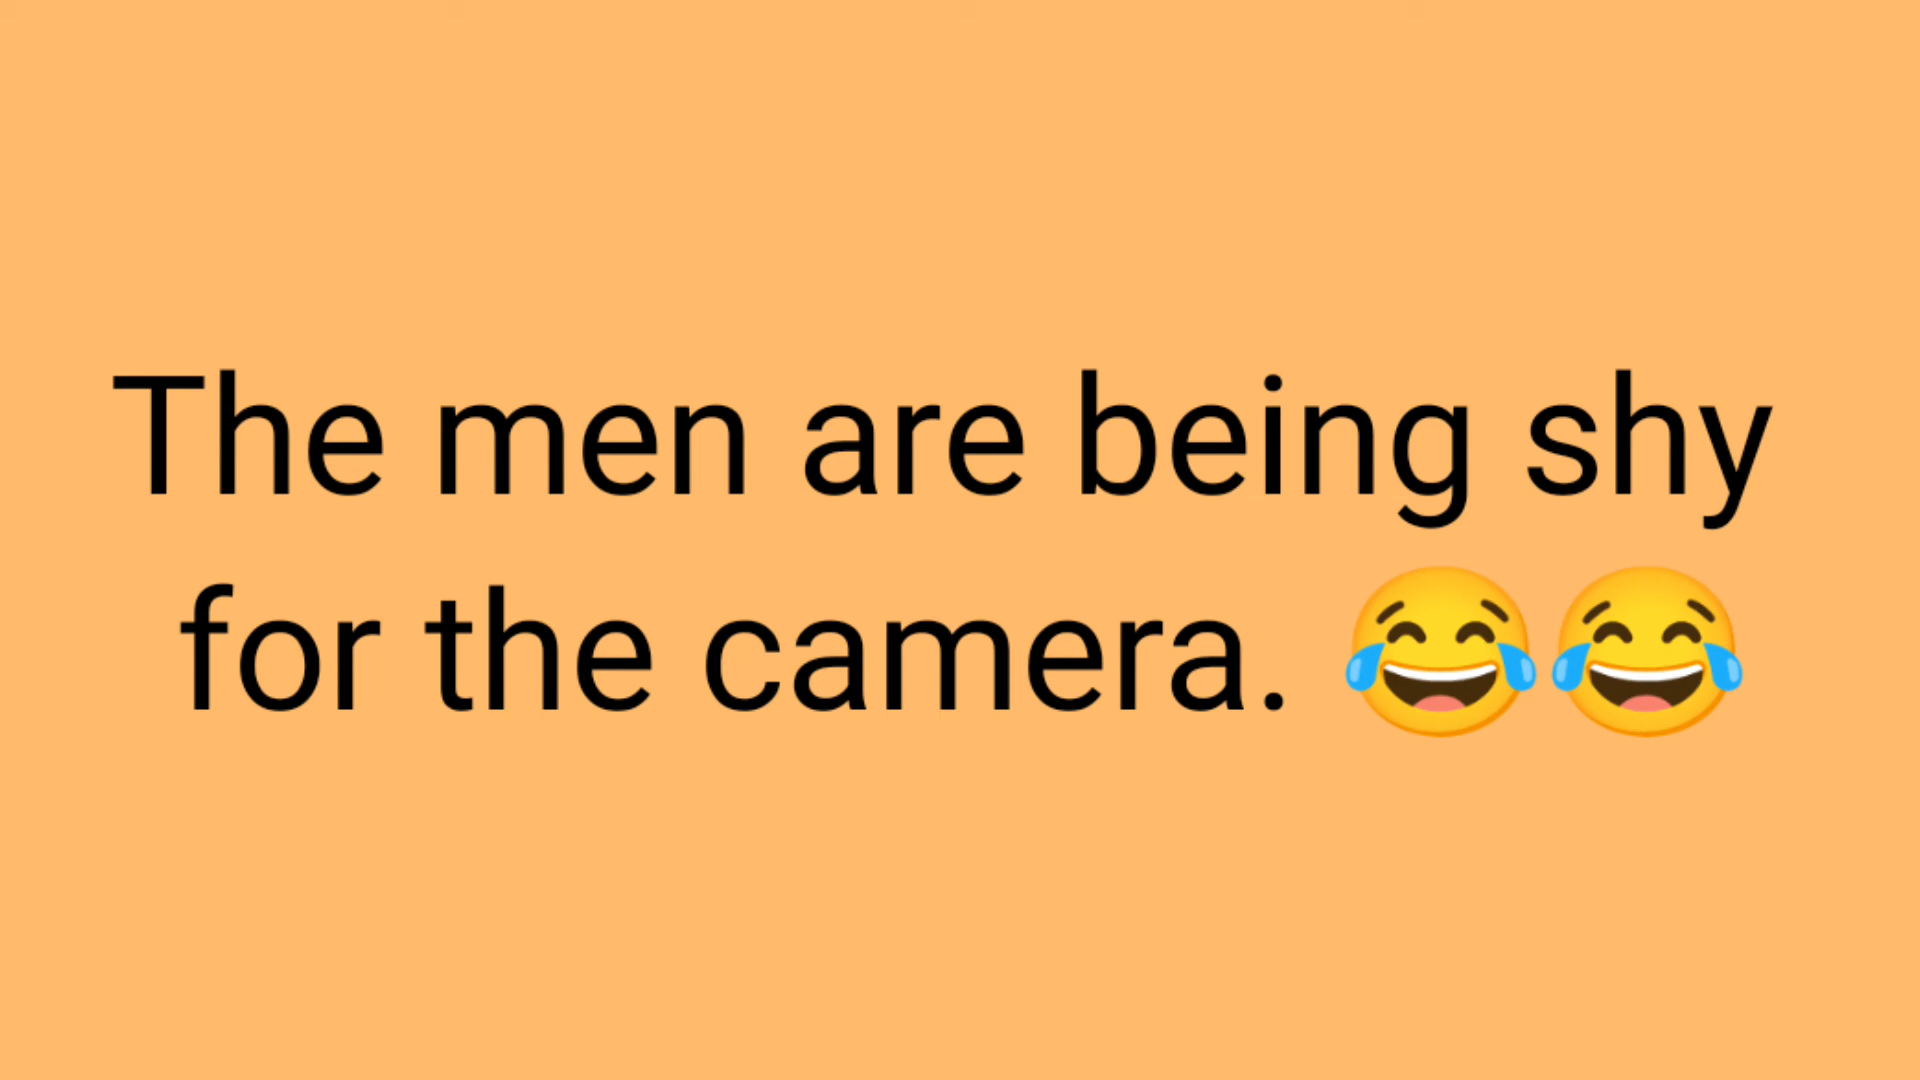 The men are being shy
for the camera. 😂😂